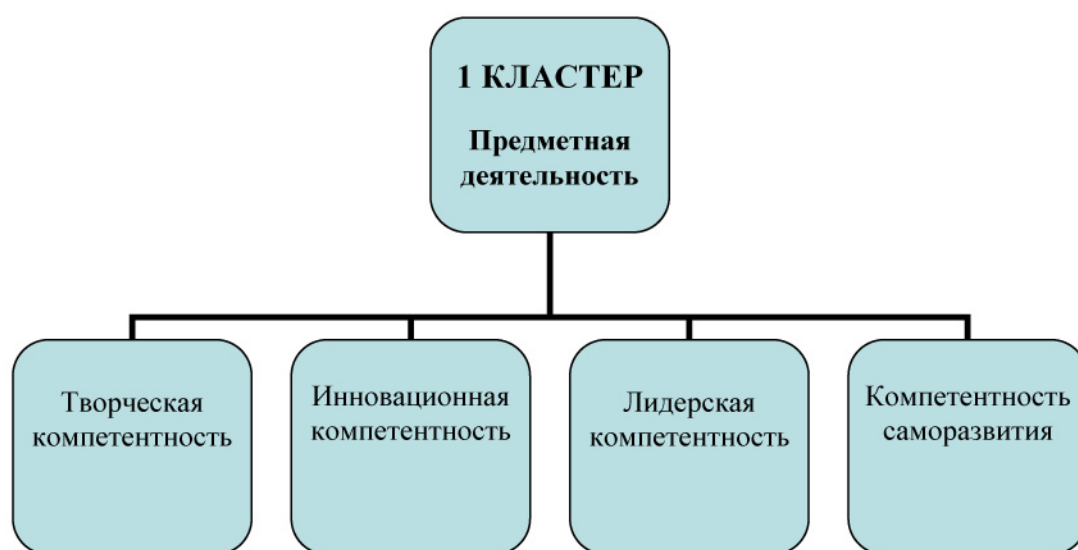 1 КЛАСТЕР
Предметная
деятельность
Творческая
компетентность
Инновационная
компетентность
Лидерская
компетентность
Компетентность
саморазвития